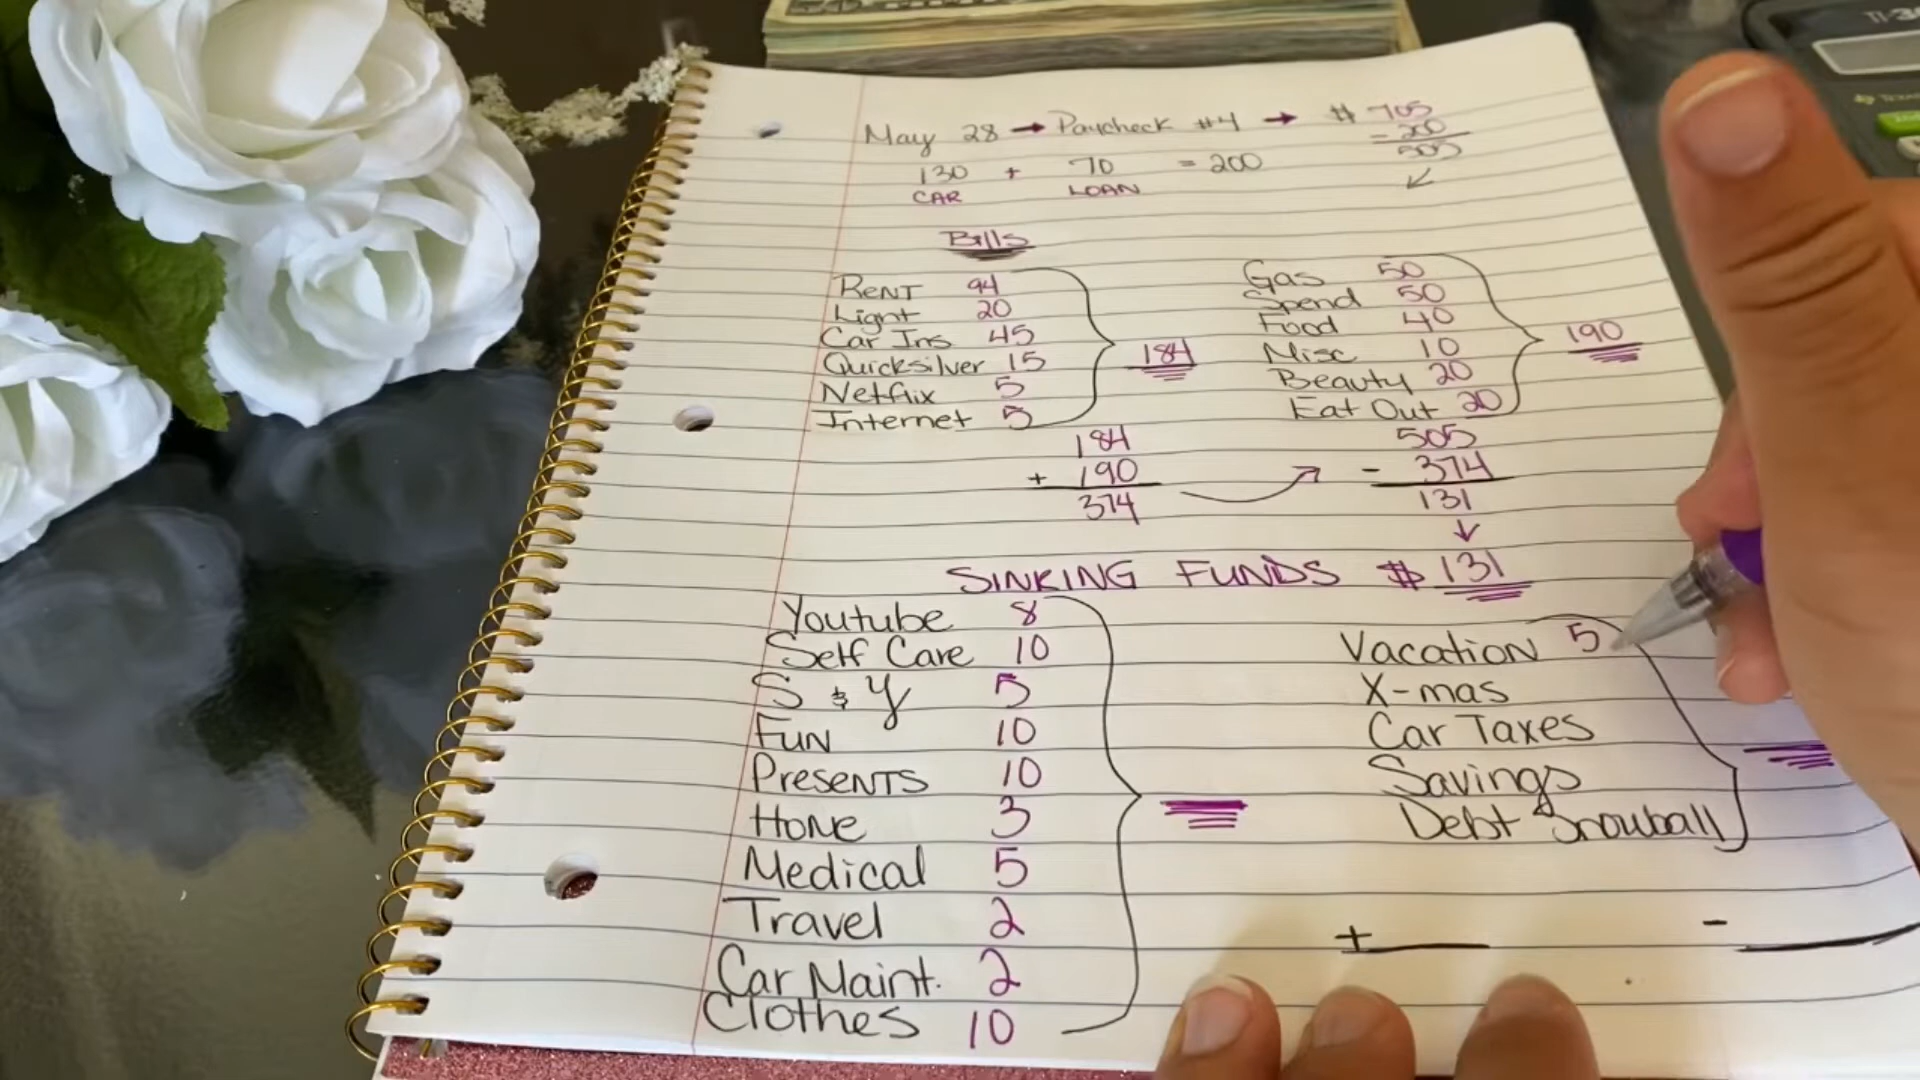 May 28 → Paycheck #4 → $ 705
- 200
505
130 + 70 = 200
CAR LOAN
Bills
Rent 94
Light 20
Car Ins 45
Quicksilver 15
Netflix 5
Internet 5
184
Gas 50
Spend 50
Food 40
Misc 10
Beauty 20
Eat Out 20
190
184
+ 190
374
505
- 374
131
SINKING FUNDS $ 131
Youtube 8
Self Care 10
S & Y 5
Fun 10
Presents 10
Home 3
Medical 5
Travel 2
Car Maint. 2
Clothes 10
Vacation 5
X-mas
Car Taxes
Savings
Debt Snowball
+
-